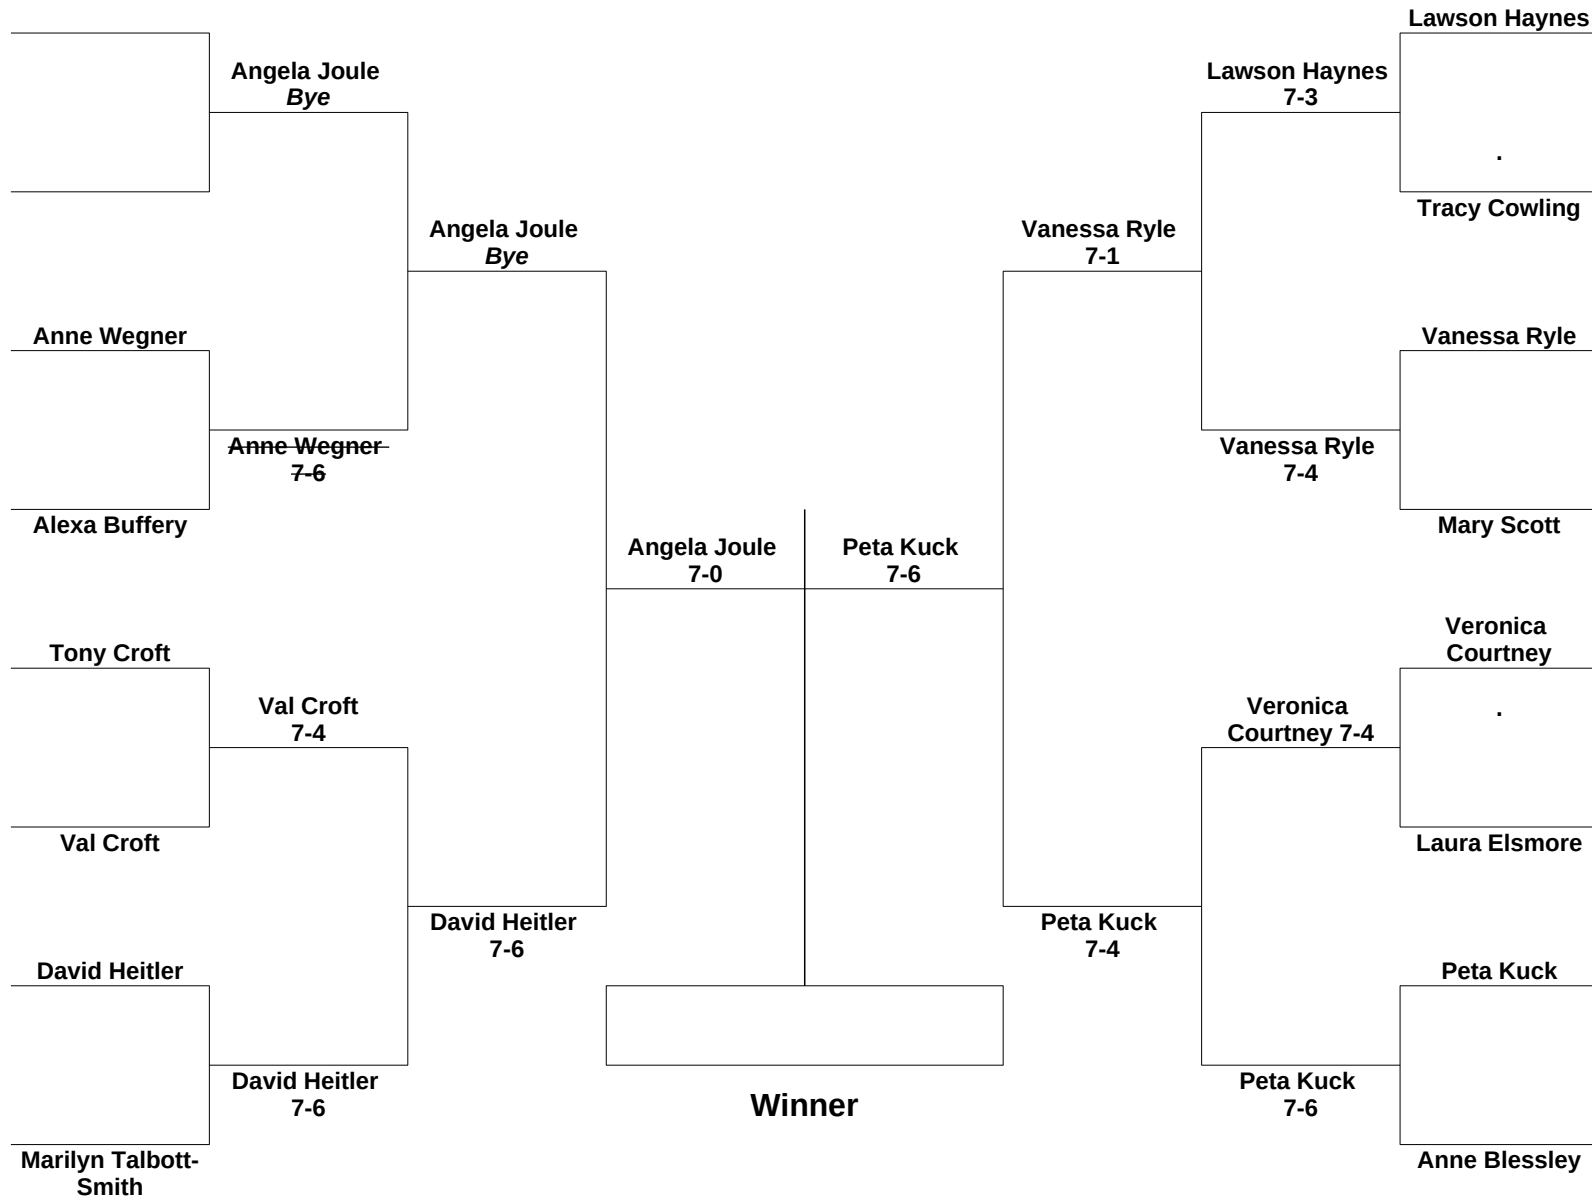 Lawson Haynes
Angela Joule
Bye
Lawson Haynes
7-3
.
Tracy Cowling
Angela Joule
Bye
Vanessa Ryle
7-1
Anne Wegner
Vanessa Ryle
Anne Wegner
7-6
Vanessa Ryle
7-4
Alexa Buffery
Mary Scott
Angela Joule
7-0
Peta Kuck
7-6
Tony Croft
Veronica
Courtney
Val Croft
7-4
Veronica
Courtney 7-4
.
Val Croft
Laura Elsmore
David Heitler
7-6
Peta Kuck
7-4
David Heitler
Peta Kuck
David Heitler
7-6
Winner
Peta Kuck
7-6
Marilyn Talbott-
Smith
Anne Blessley